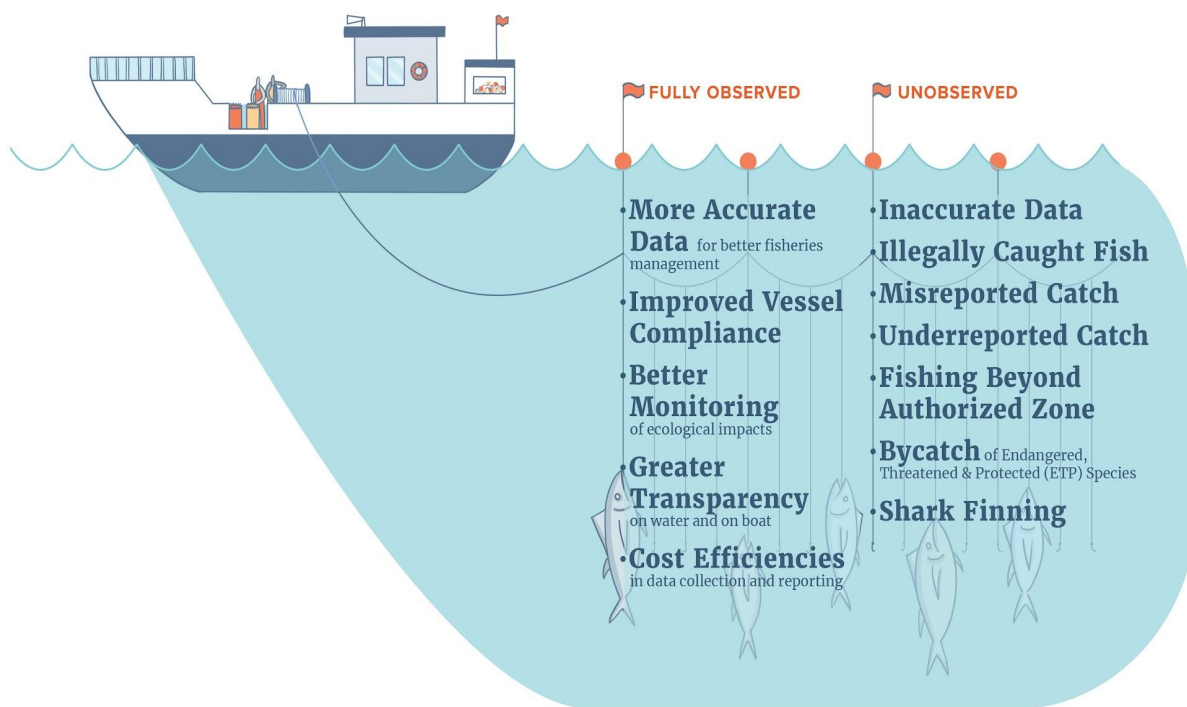 FULLY OBSERVED
•More Accurate
Data for better fisheries
management
•Improved Vessel
Compliance
•Better
Monitoring
of ecological impacts
•Greater
Transparency
on water and on boat
•Cost Efficiencies
in data collection and reporting
UNOBSERVED
•Inaccurate Data
•Illegally Caught Fish
•Misreported Catch
•Underreported Catch
•Fishing Beyond
Authorized Zone
•Bycatch of Endangered,
Threatened & Protected (ETP) Species
•Shark Finning